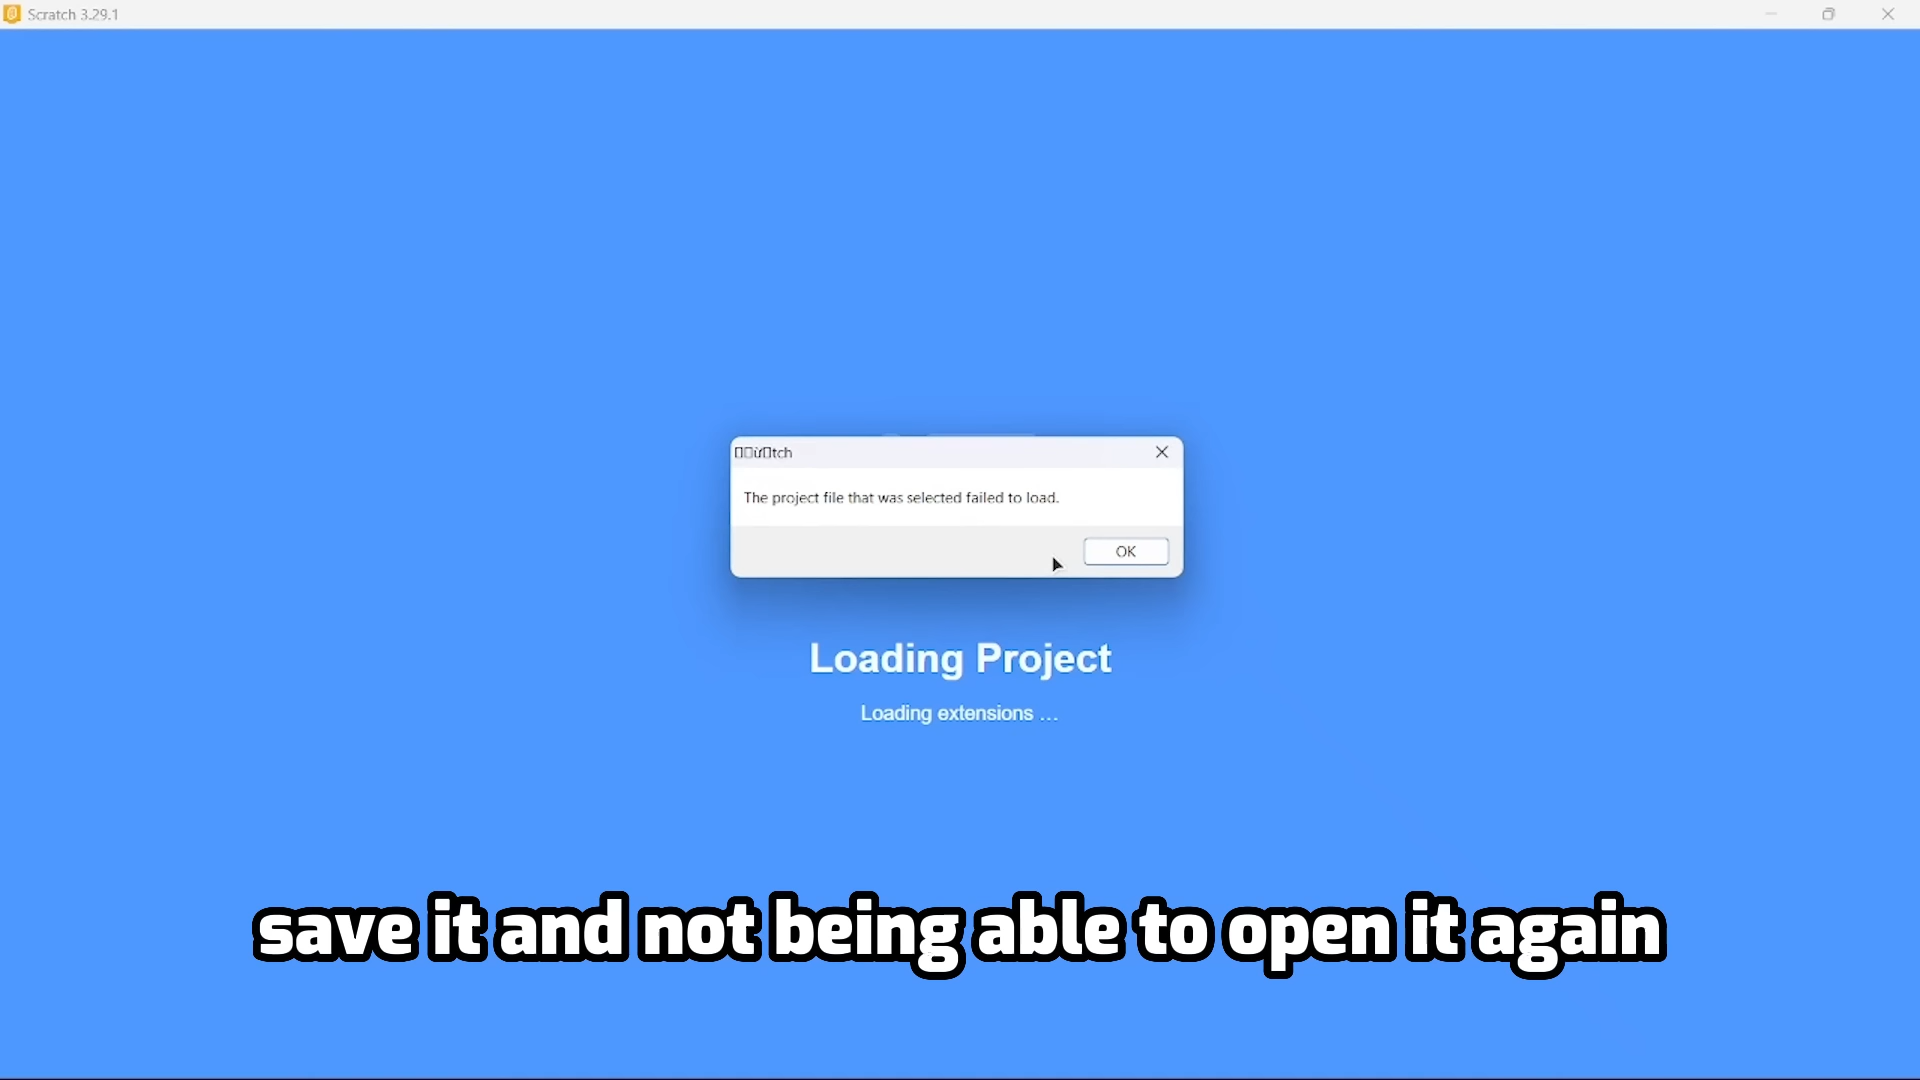 Scratch 3.29.1
The project file that was selected failed to load.
OK
Loading Project
Loading extensions ...
save it and not being able to open it again